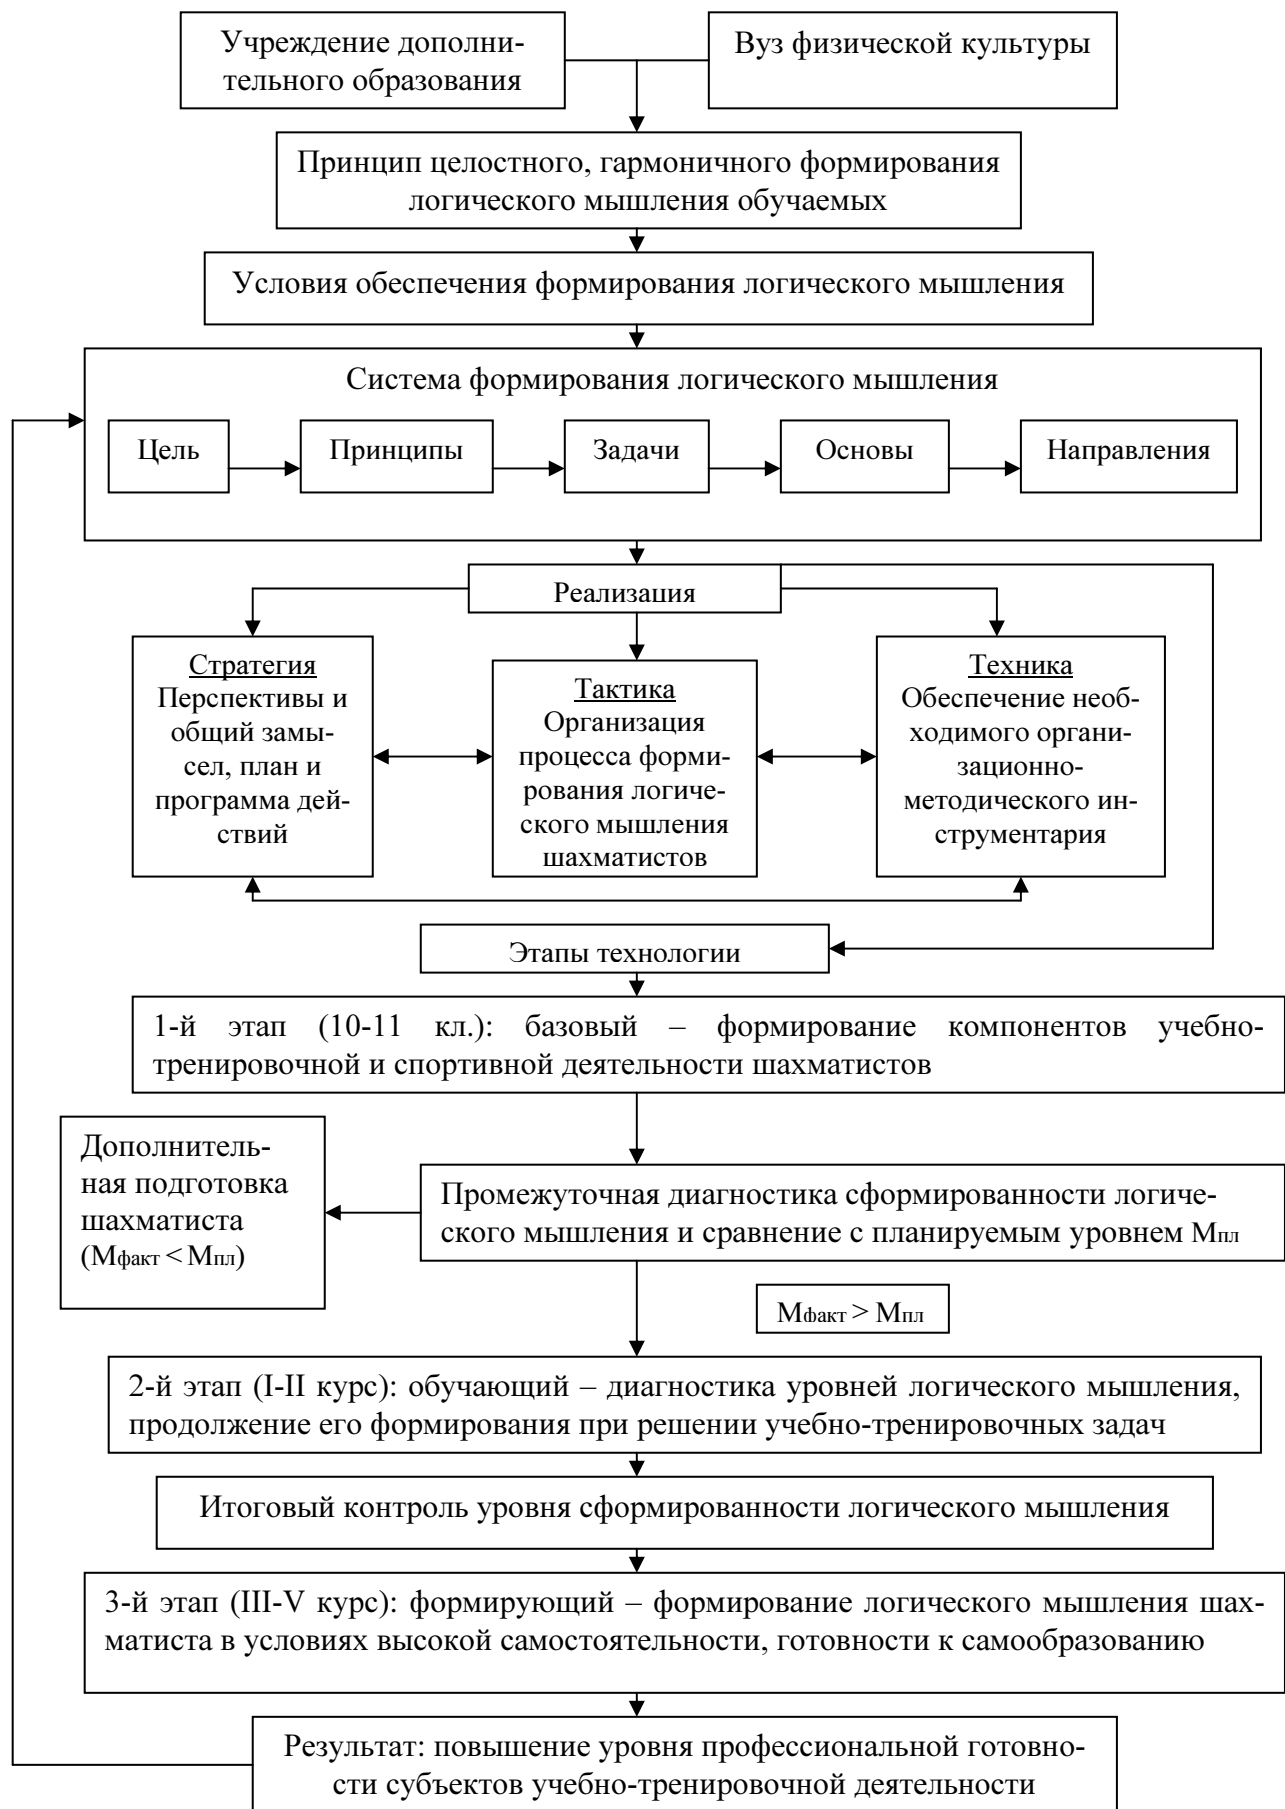 Учреждение дополни-
тельного образования
Вуз физической культуры
Принцип целостного, гармоничного формирования
логического мышления обучаемых
Условия обеспечения формирования логического мышления
Система формирования логического мышления
Цель
Принципы
Задачи
Основы
Направления
Реализация
Стратегия
Перспективы и
общий замы-
сел, план и
программа дей-
ствий
Тактика
Организация
процесса форми-
рования логиче-
ского мышления
шахматистов
Техника
Обеспечение необ-
ходимого органи-
зационно-
методического ин-
струментария
Этапы технологии
1-й этап (10-11 кл.): базовый – формирование компонентов учебно-
тренировочной и спортивной деятельности шахматистов
Дополнитель-
ная подготовка
шахматиста
(Мфакт < Мпл)
Промежуточная диагностика сформированности логиче-
ского мышления и сравнение с планируемым уровнем Мпл
Мфакт > Мпл
2-й этап (I-II курс): обучающий – диагностика уровней логического мышления,
продолжение его формирования при решении учебно-тренировочных задач
Итоговый контроль уровня сформированности логического мышления
3-й этап (III-V курс): формирующий – формирование логического мышления шах-
матиста в условиях высокой самостоятельности, готовности к самообразованию
Результат: повышение уровня профессиональной готовно-
сти субъектов учебно-тренировочной деятельности